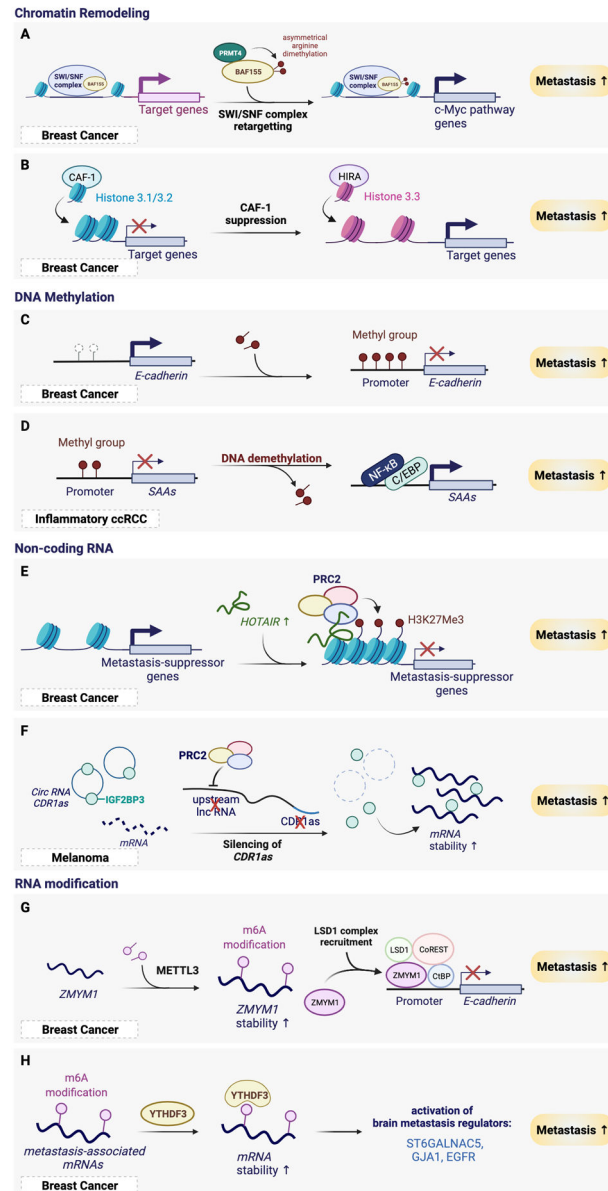 Chromatin Remodeling
A
SWI/SNF
complex
BAF155
Target genes
PRMT4
BAF155
asymmetrical
arginine
dimethylation
SWI/SNF complex
retargetting
SWI/SNF
complex
BAF155
c-Myc pathway
genes
Metastasis ↑
Breast Cancer
B
CAF-1
Histone 3.1/3.2
Target genes
CAF-1
suppression
HIRA
Histone 3.3
Target genes
Metastasis ↑
Breast Cancer
DNA Methylation
C
E-cadherin
Methyl group
Promoter
E-cadherin
Metastasis ↑
Breast Cancer
D
Methyl group
Promoter
SAAs
DNA demethylation
NF-κB
C/EBP
SAAs
Metastasis ↑
Inflammatory ccRCC
Non-coding RNA
E
Metastasis-suppressor
genes
HOTAIR ↑
PRC2
H3K27Me3
Metastasis-suppressor
genes
Metastasis ↑
Breast Cancer
F
Circ RNA
CDR1as
IGF2BP3
mRNA
PRC2
upstream
lnc RNA
CDR1as
Silencing of
CDR1as
mRNA
stability ↑
Metastasis ↑
Melanoma
RNA modification
G
ZMYM1
METTL3
m6A
modification
ZMYM1
stability ↑
LSD1 complex
recruitment
ZMYM1
LSD1
CoREST
ZMYM1
CtBP
Promoter
E-cadherin
Metastasis ↑
Breast Cancer
H
m6A
modification
metastasis-associated
mRNAs
YTHDF3
YTHDF3
mRNA
stability ↑
activation of
brain metastasis regulators:
ST6GALNAC5,
GJA1, EGFR
Metastasis ↑
Breast Cancer